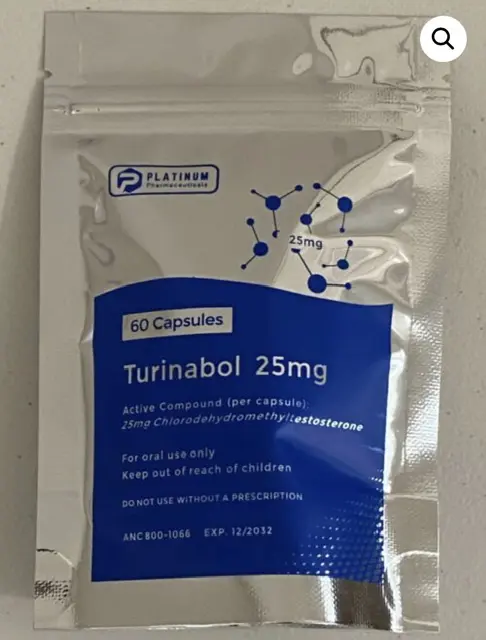 PLATINUM
Pharmaceuticals
25mg
60 Capsules
Turinabol 25mg
Active Compound (per capsule):
25mg Chlorodehydromethyltestosterone
For oral use only
Keep out of reach of children
DO NOT USE WITHOUT A PRESCRIPTION
ANC 800-1066 EXP. 12/2032